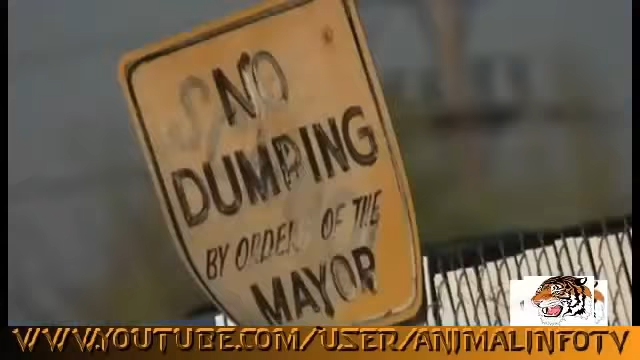 NO
DUMPING
BY ORDER OF THE
MAYOR
WWW.YOUTUBE.COM/USER/ANIMALINFOTV